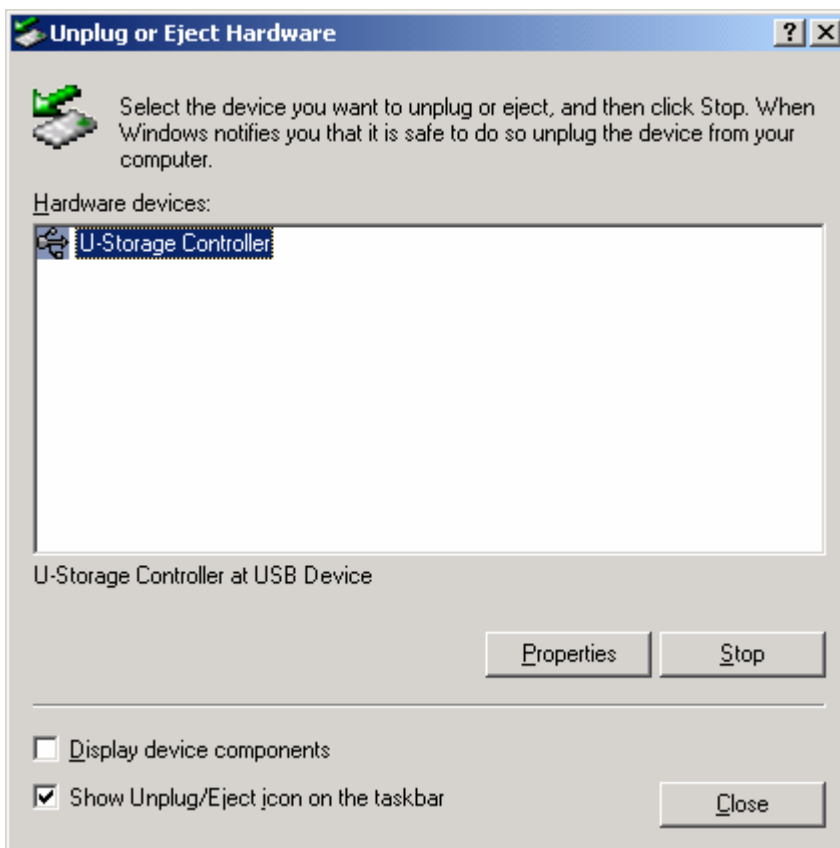 Unplug or Eject Hardware
Select the device you want to unplug or eject, and then click Stop. When
Windows notifies you that it is safe to do so unplug the device from your
computer.
Hardware devices:
U-Storage Controller
U-Storage Controller at USB Device
Properties
Stop
Display device components
Show Unplug/Eject icon on the taskbar
Close